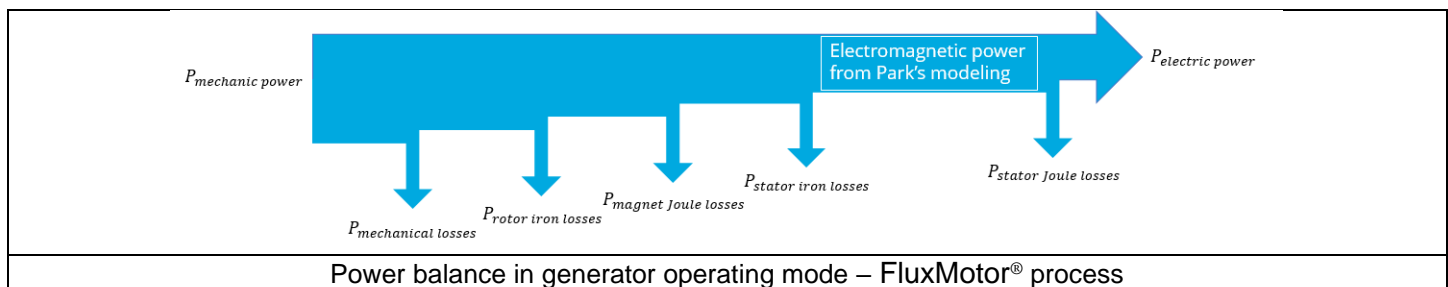 Electromagnetic power
from Park's modeling
P_mechanic power
P_electric power
P_mechanical losses
P_rotor iron losses
P_magnet Joule losses
P_stator iron losses
P_stator Joule losses
Power balance in generator operating mode – FluxMotor® process